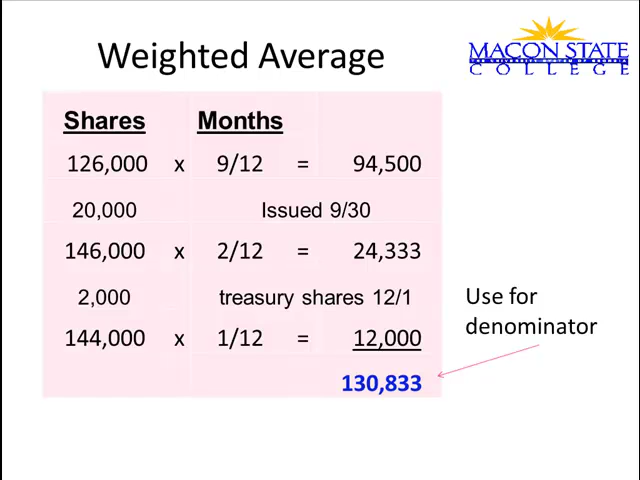 Weighted Average
MACON STATE
COLLEGE
Shares Months
126,000 x 9/12 = 94,500
20,000 Issued 9/30
146,000 x 2/12 = 24,333
2,000 treasury shares 12/1
144,000 x 1/12 = 12,000
130,833
Use for
denominator